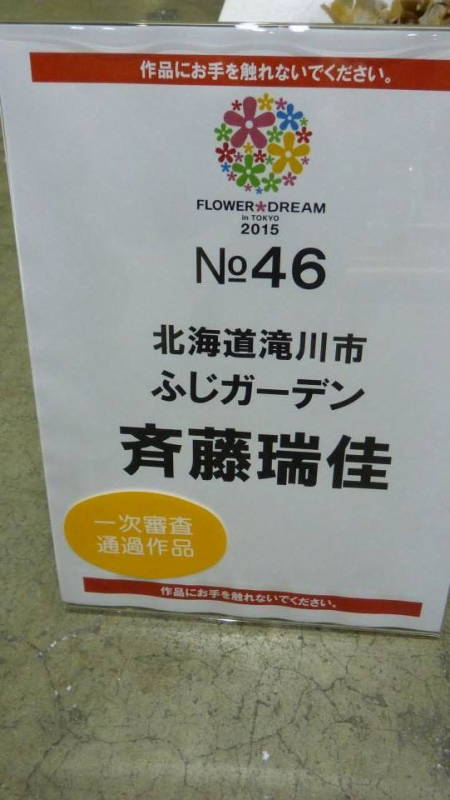 作品にお手を触れないでください。
FLOWER*DREAM
in TOKYO
2015
№46
北海道滝川市
ふじガーデン
斉藤瑞佳
一次審査
通過作品
作品にお手を触れないでください。